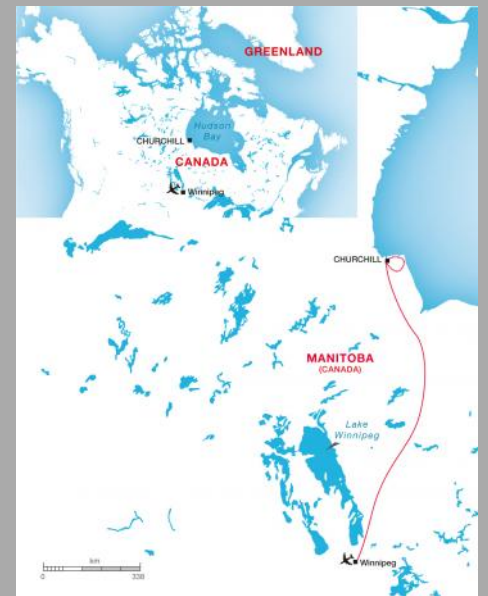 GREENLAND
Hudson
Bay
CHURCHILL
CANADA
Winnipeg
CHURCHILL
MANITOBA
(CANADA)
Lake
Winnipeg
Winnipeg
km
0 338